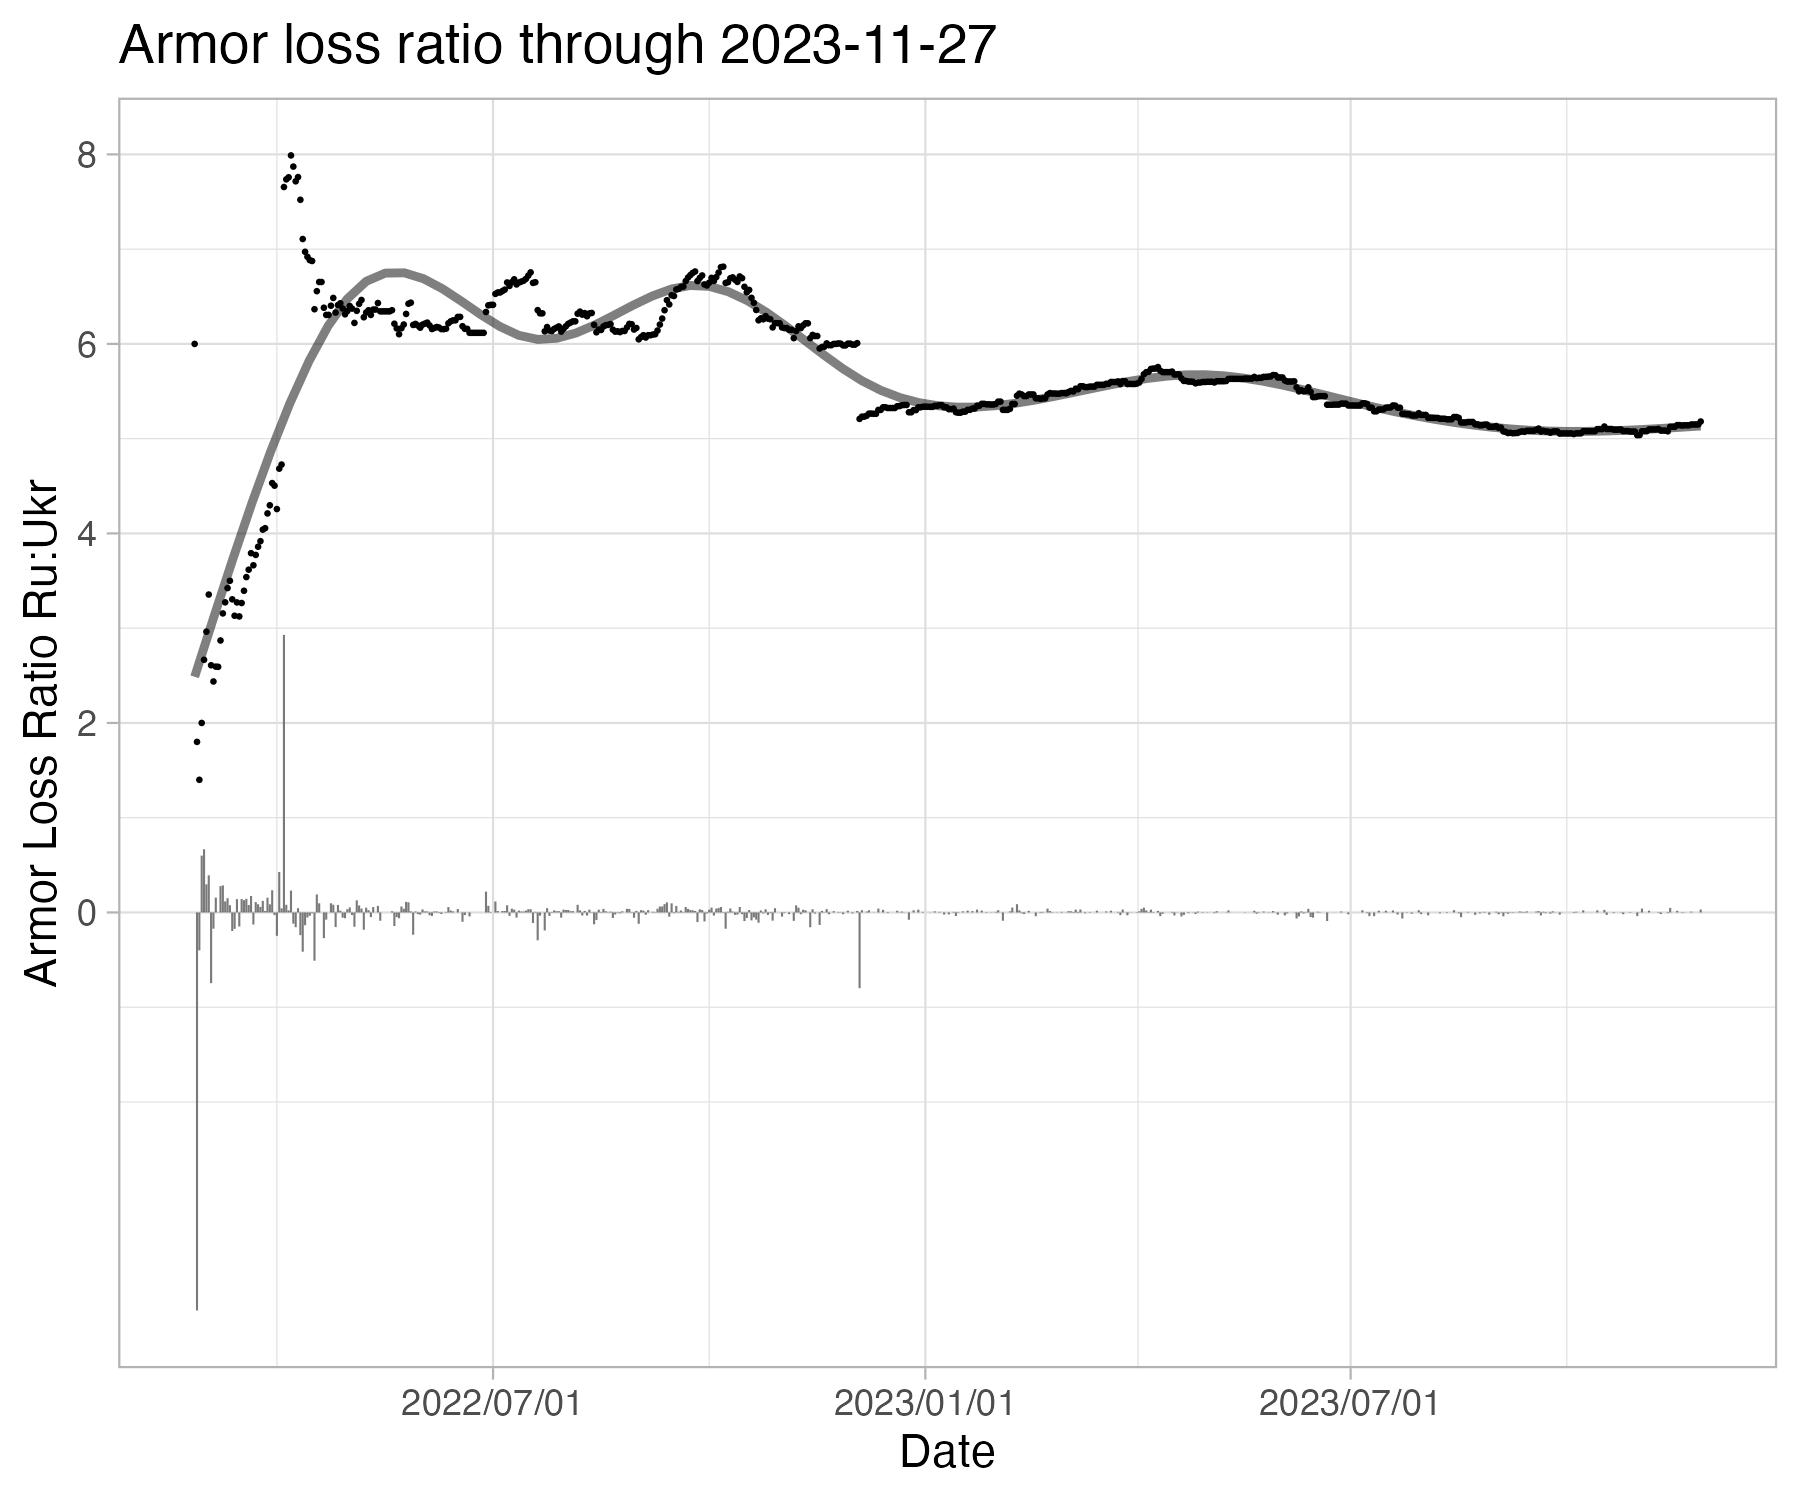 Armor loss ratio through 2023-11-27
Armor Loss Ratio Ru:Ukr
8
6
4
2
0
2022/07/01
2023/01/01
2023/07/01
Date